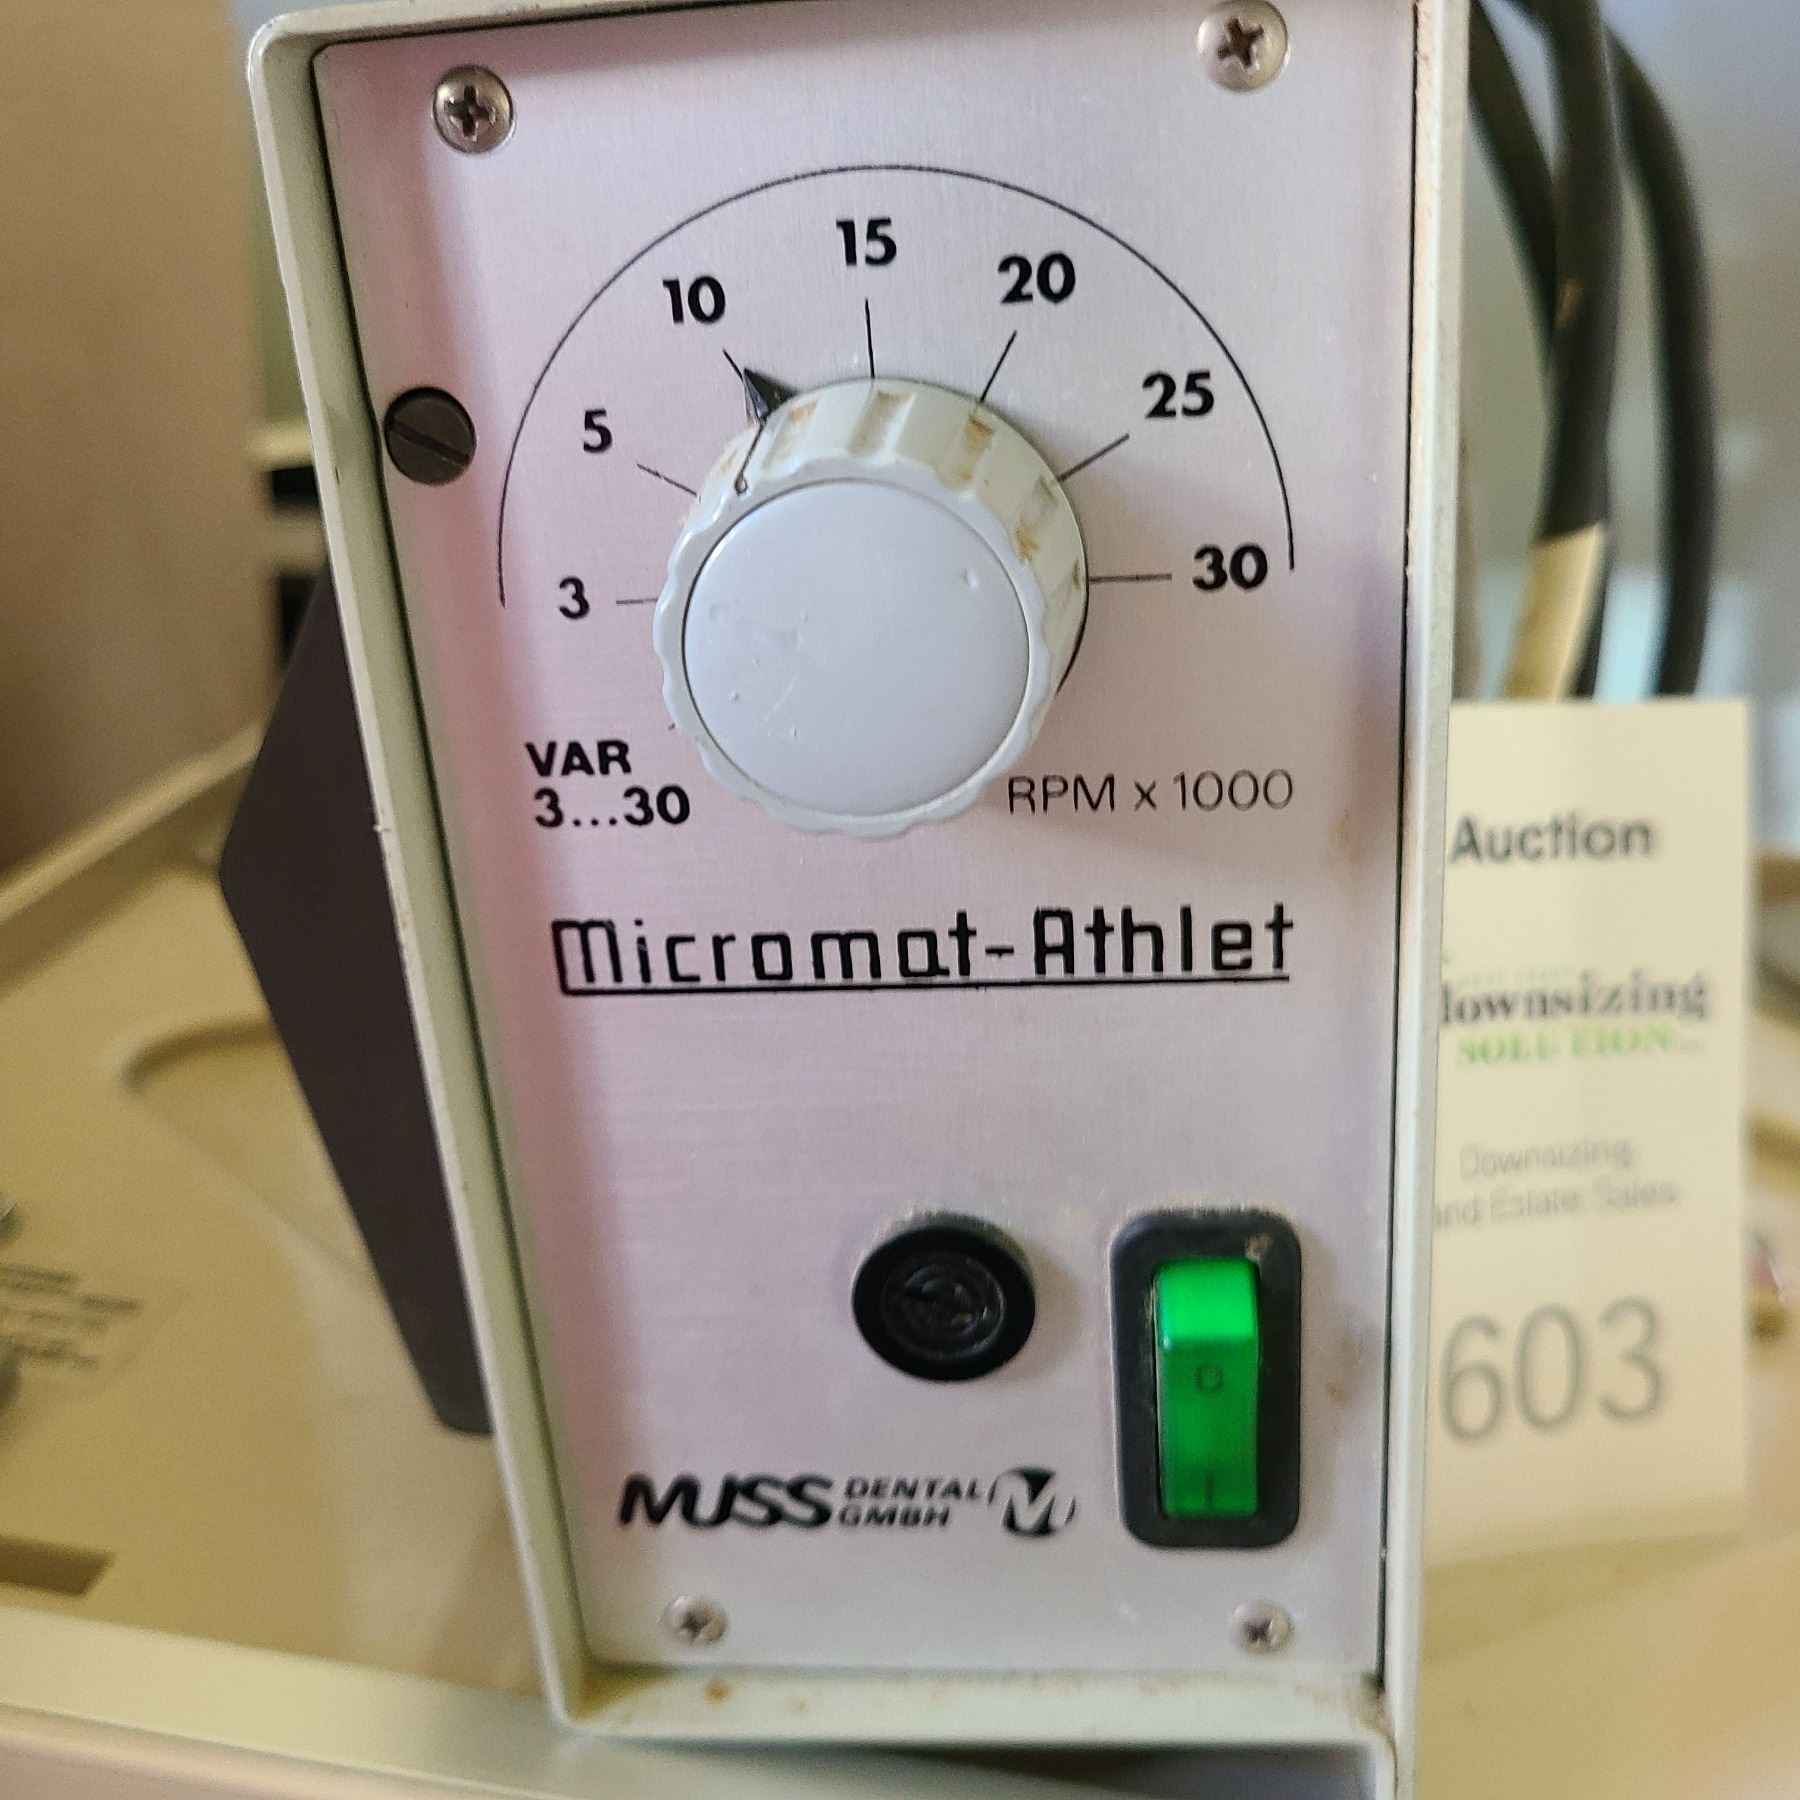 15
10
20
5
25
3
30
VAR
3...30
RPM x 1000
Micromat-Athlet
MUSS DENTAL
GMBH
O
I
Auction
downsizing
SOLUTION
Downsizing
and Estate Sales
603